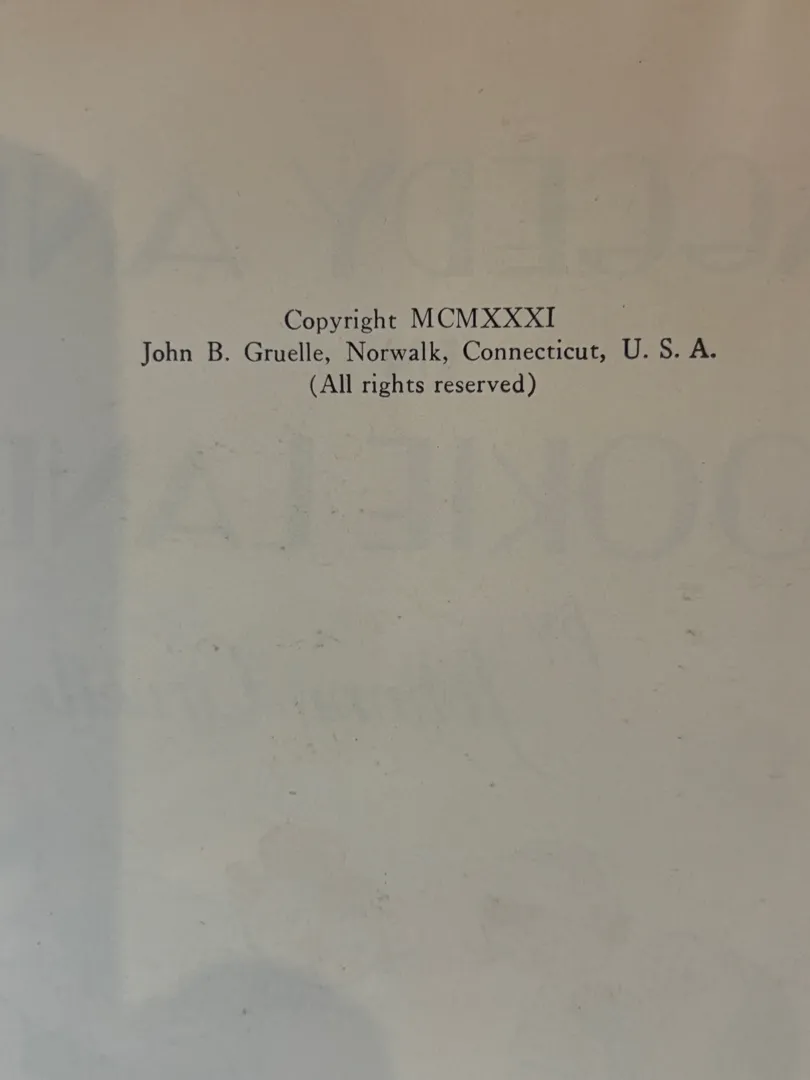 Copyright MCMXXXI
John B. Gruelle, Norwalk, Connecticut, U. S. A.
(All rights reserved)